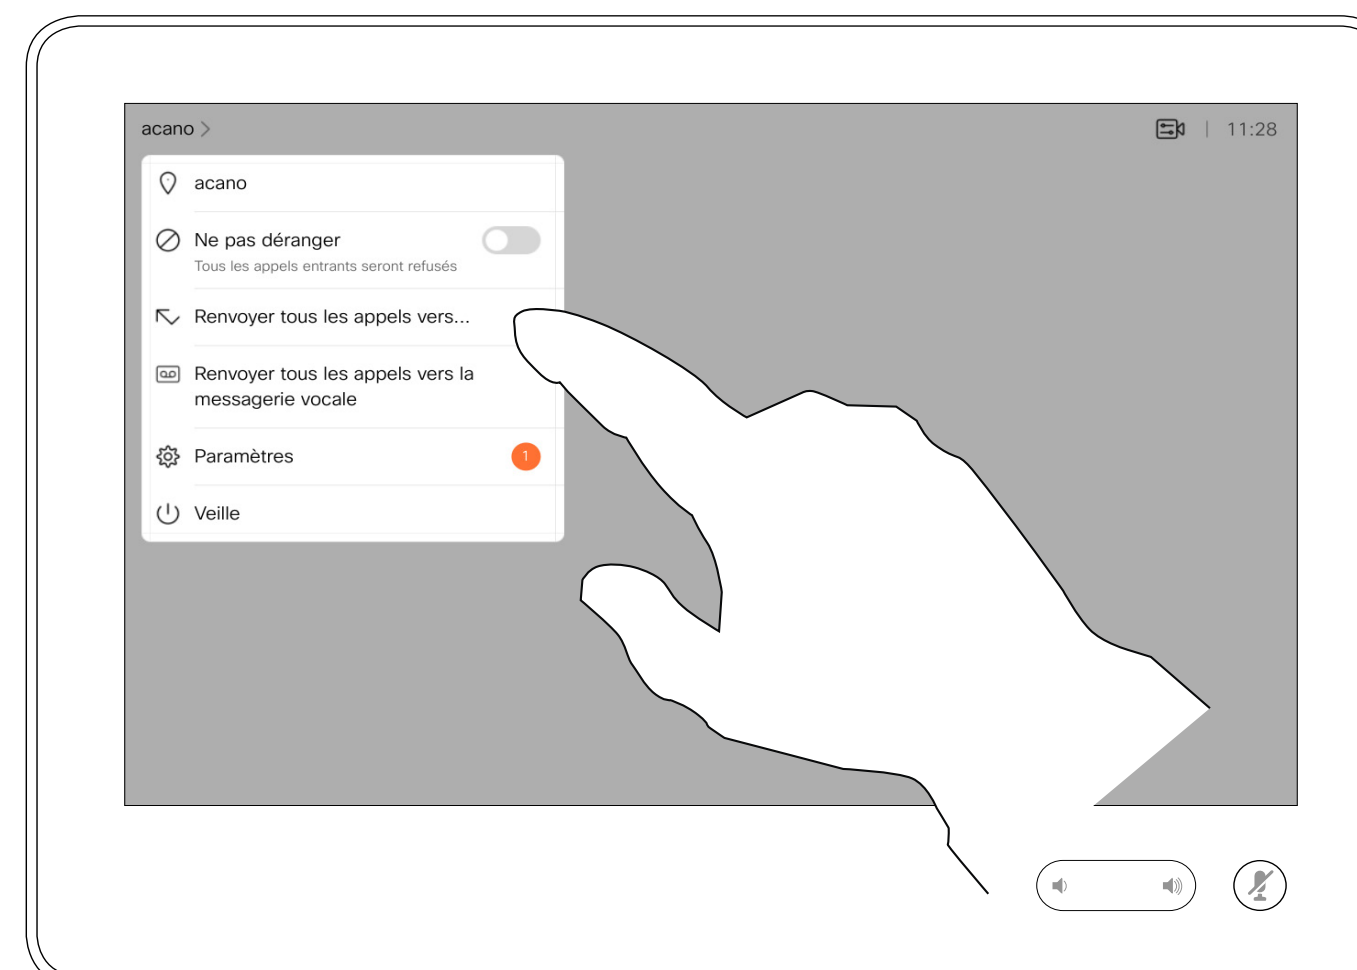 acano
11:28
acano
Ne pas déranger
Tous les appels entrants seront refusés
Renvoyer tous les appels vers...
Renvoyer tous les appels vers la
messagerie vocale
Paramètres
1
Veille